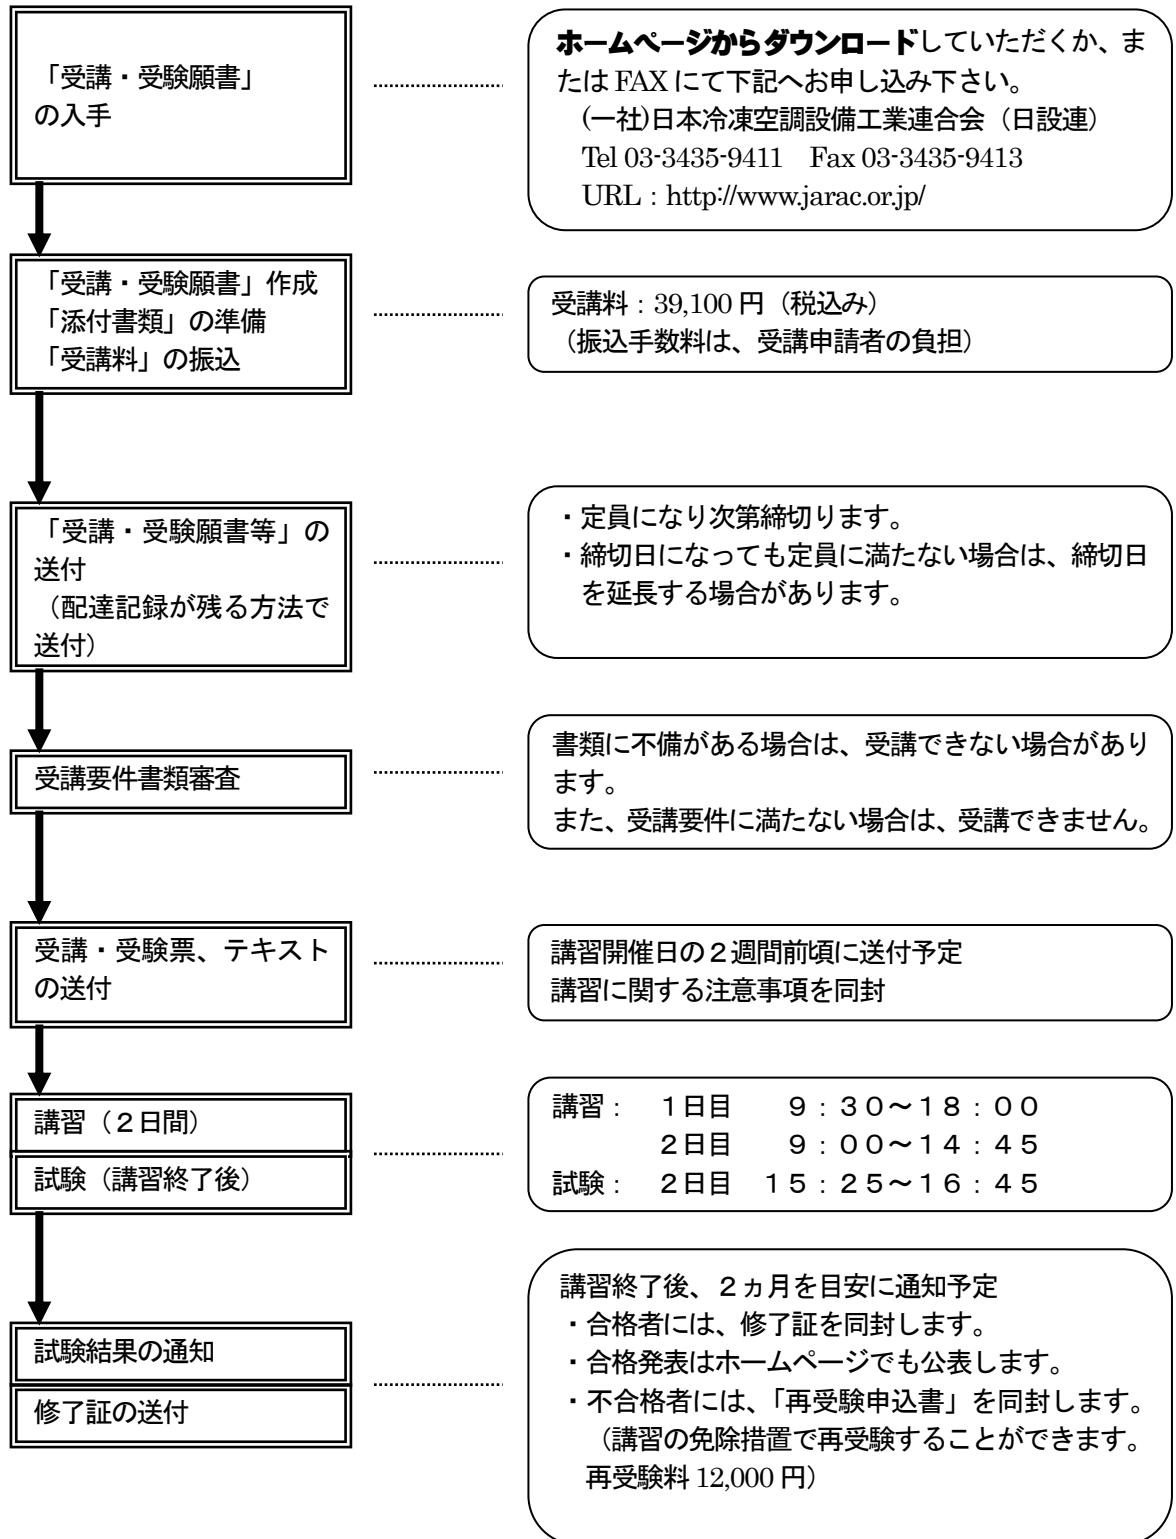 「受講・受験願書」
の入手
ホームページからダウンロードしていただくか、ま
たは FAX にて下記へお申し込み下さい。
(一社)日本冷凍空調設備工業連合会（日設連）
Tel 03-3435-9411　Fax 03-3435-9413
URL：http://www.jarac.or.jp/
「受講・受験願書」作成
「添付書類」の準備
「受講料」の振込
受講料：39,100 円（税込み）
（振込手数料は、受講申請者の負担）
「受講・受験願書等」の
送付
（配達記録が残る方法で
送付）
・定員になり次第締切ります。
・締切日になっても定員に満たない場合は、締切日
を延長する場合があります。
受講要件書類審査
書類に不備がある場合は、受講できない場合があり
ます。
また、受講要件に満たない場合は、受講できません。
受講・受験票、テキスト
の送付
講習開催日の２週間前頃に送付予定
講習に関する注意事項を同封
講習（２日間）
試験（講習終了後）
講習：　１日目　　９：３０～１８：００
２日目　　９：００～１４：４５
試験：　２日目　１５：２５～１６：４５
試験結果の通知
修了証の送付
講習終了後、２ヵ月を目安に通知予定
・合格者には、修了証を同封します。
・合格発表はホームページでも公表します。
・不合格者には、「再受験申込書」を同封します。
（講習の免除措置で再受験することができます。
再受験料 12,000 円）